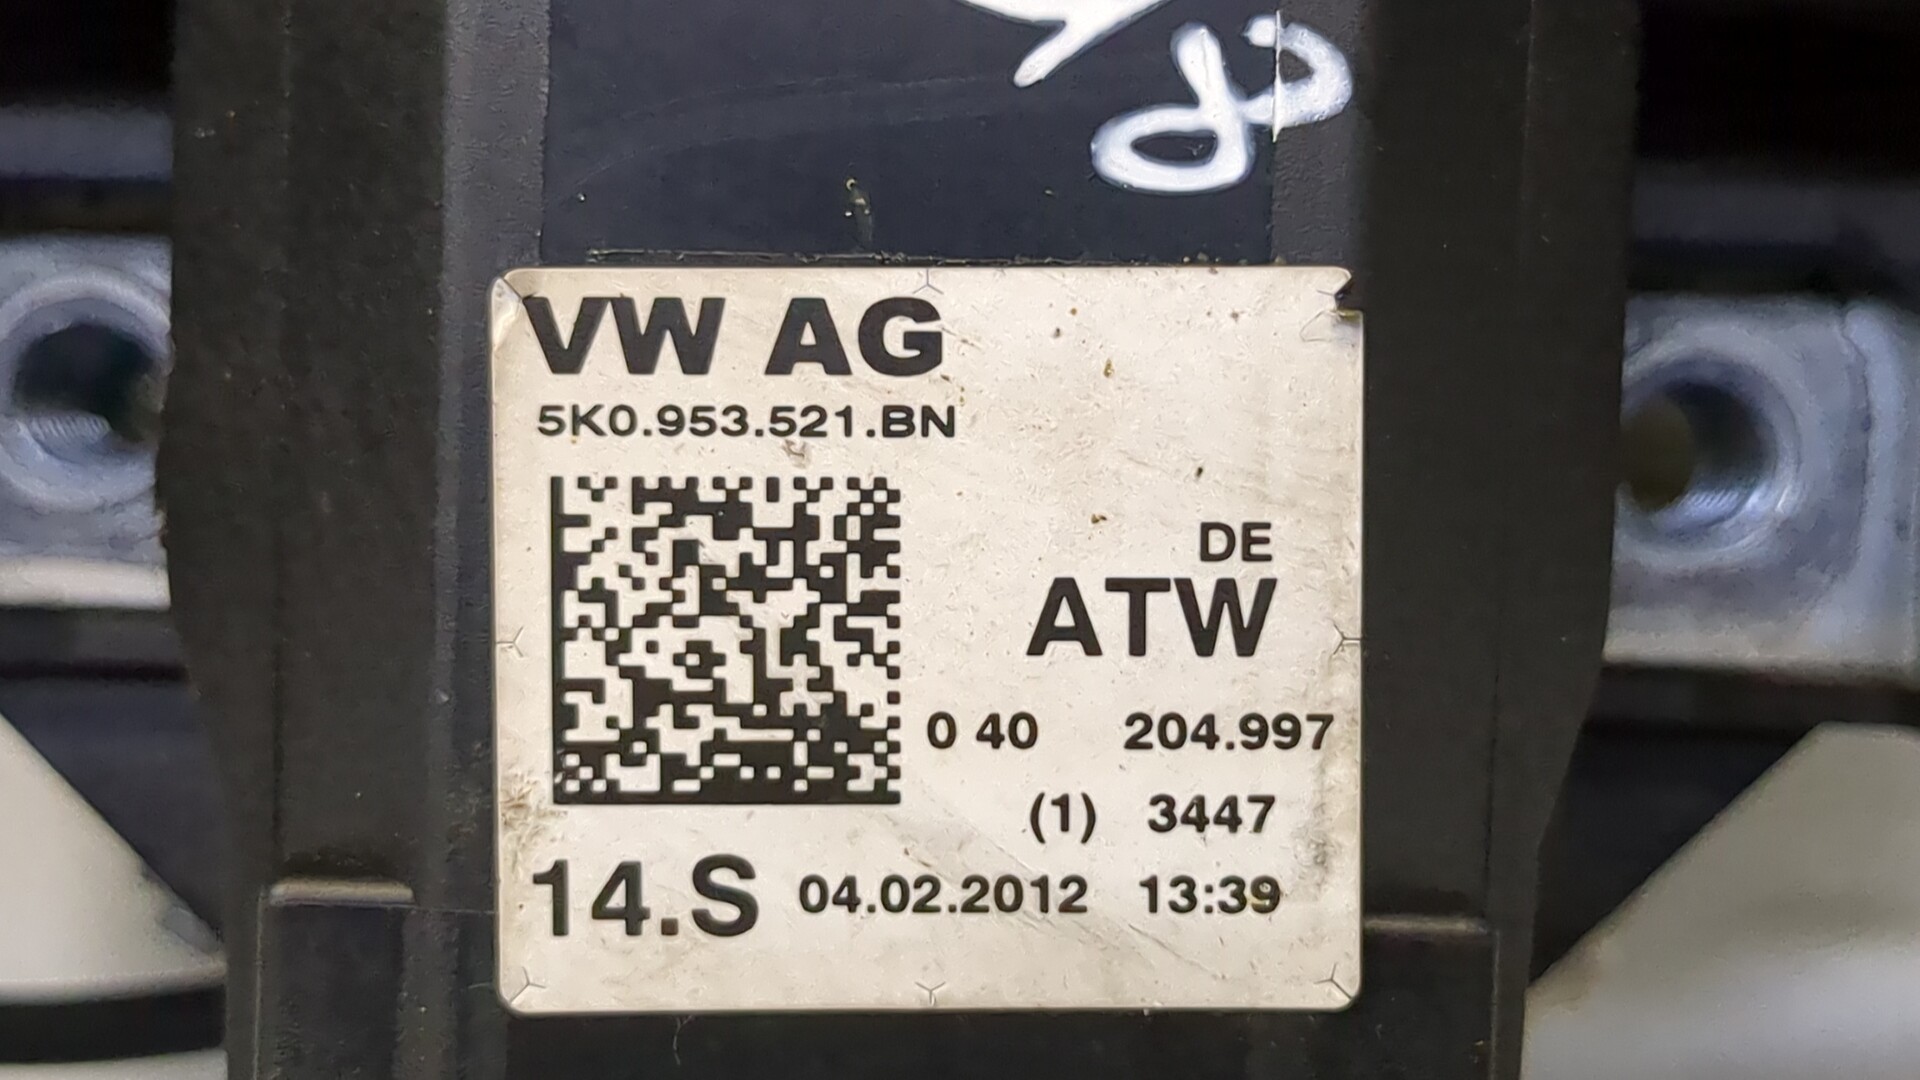 VW AG
5K0.953.521.BN
DE
ATW
0 40 204.997
(1) 3447
14.S 04.02.2012 13:39